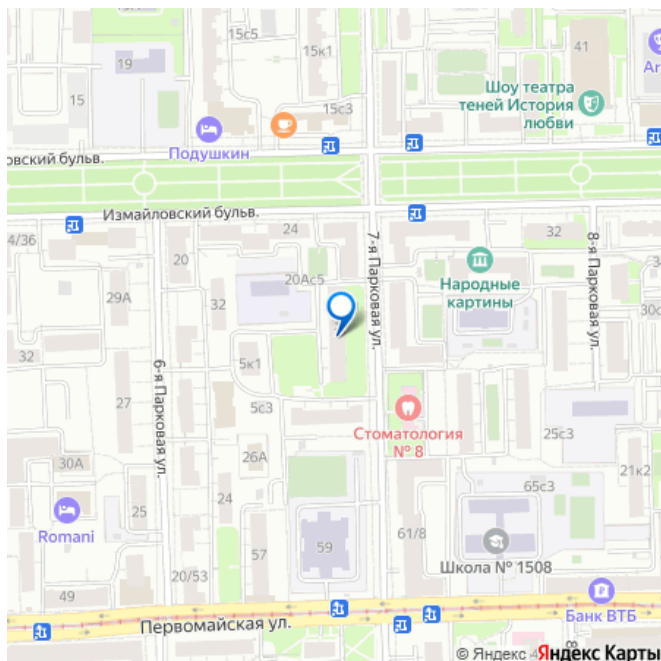 15с5
15к1
19
41
15
15с3
Шоу театра
теней История
любви
Подушкин
овский бульв.
Измайловский бульв.
4/36
24
32
20
20Ас5
7-я Парковая ул.
8-я Парковая ул.
Народные
картины
29А
32
30с
32
5к1
6-я Парковая ул.
27
5с3
Стоматология
№ 8
25с3
30А
26А
21к2
65с3
Romani
25
24
61/8
59
57
Школа № 1508
20/53
49
Банк ВТБ
Первомайская ул.
© Яндекс
Яндекс Карты